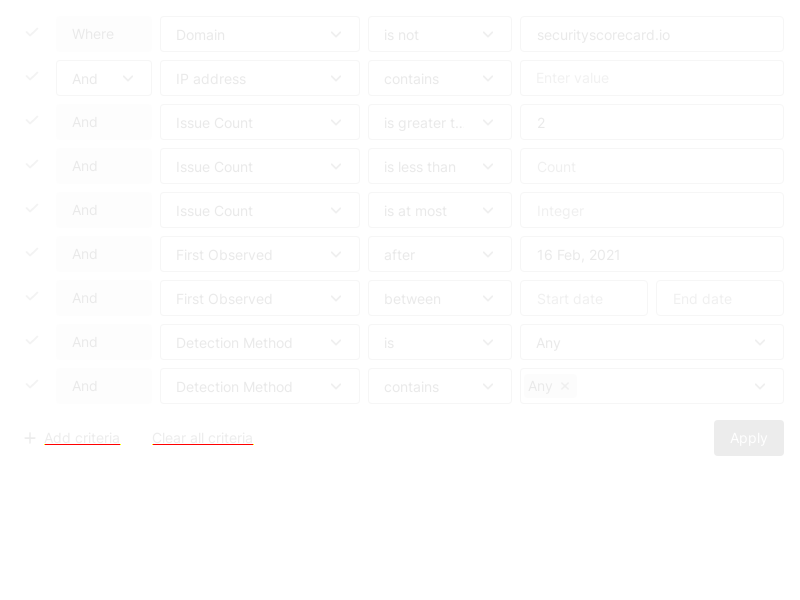 Where Domain is not securityscorecard.io
And IP address contains Enter value
And Issue Count is greater t.. 2
And Issue Count is less than Count
And Issue Count is at most Integer
And First Observed after 16 Feb, 2021
And First Observed between Start date End date
And Detection Method is Any
And Detection Method contains Any
Add criteria Clear all criteria Apply